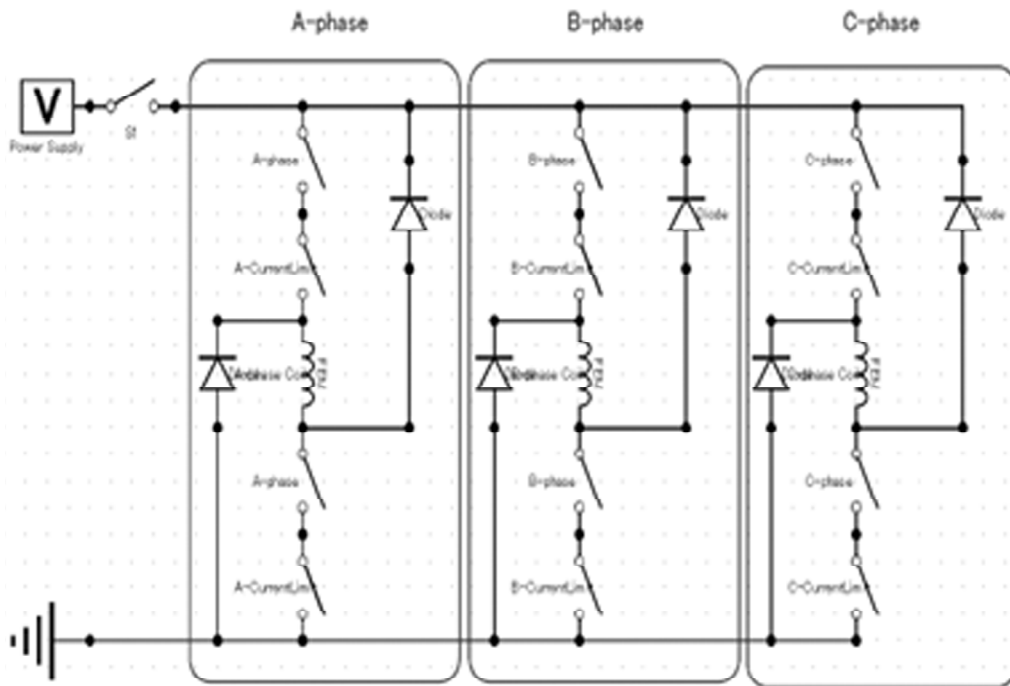 A-phase
B-phase
C-phase
V
Power Supply
A-phase
B-phase
C-phase
Diode
Diode
Diode
A-CurrentLim
B-CurrentLim
C-CurrentLim
A-phase
B-phase
C-phase
A-CurrentLim
B-CurrentLim
C-CurrentLim